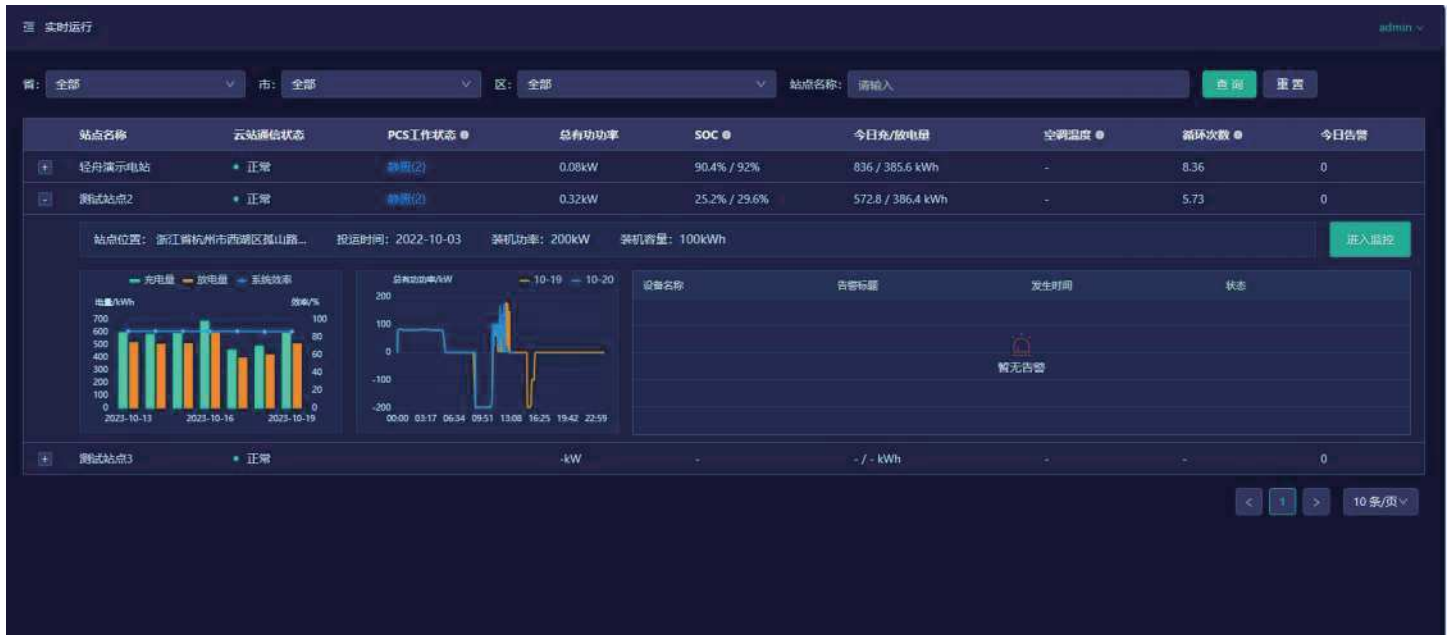 实时运行 admin
省: 全部 市: 全部 区: 全部 站点名称: 请输入 查询 重置
站点名称 云站通信状态 PCS工作状态 总有功功率 SOC 今日充/放电量 空调温度 循环次数 今日告警
轻舟演示电站 正常 静置(2) 0.08kW 90.4% / 92% 836 / 385.6 kWh - 8.36 0
测试站点2 正常 静置(2) 0.32kW 25.2% / 29.6% 572.8 / 386.4 kWh - 5.73 0
站点位置: 浙江省杭州市西湖区孤山路... 投运时间: 2022-10-03 装机功率: 200kW 装机容量: 100kWh 进入监控
充电量 放电量 系统效率
电量/kWh 效率/%
700 100
600
500 80
400 60
300 40
200
100 20
0 0
2023-10-13 2023-10-16 2023-10-19
总有功功率/kW 10-19 10-20
200
100
0
-100
-200
00:00 03:17 06:34 09:51 13:08 16:25 19:42 22:59
设备名称 告警标题 发生时间 状态
暂无告警
测试站点3 正常 -kW - - / - kWh - - 0
< 1 > 10 条/页